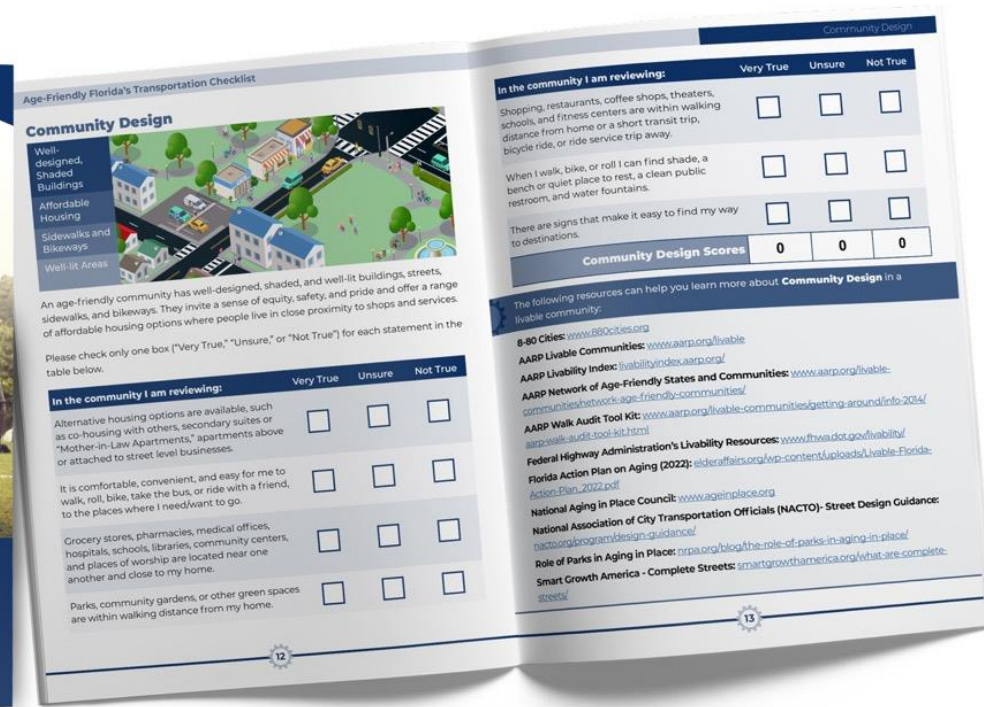 Age-Friendly Florida's Transportation Checklist
Community Design
Well-
designed,
Shaded
Buildings
Affordable
Housing
Sidewalks and
Bikeways
Well-lit Areas
An age-friendly community has well-designed, shaded, and well-lit buildings, streets,
sidewalks, and bikeways. They invite a sense of equity, safety, and pride and offer a range
of affordable housing options where people live in close proximity to shops and services.
Please check only one box ("Very True," "Unsure," or "Not True") for each statement in the
table below.
In the community I am reviewing: Very True Unsure Not True
Alternative housing options are available, such
as co-housing with others, secondary suites or
"Mother-in-Law Apartments," apartments above
or attached to street level businesses.
It is comfortable, convenient, and easy for me to
walk, roll, bike, take the bus, or ride with a friend,
to the places where I need/want to go.
Grocery stores, pharmacies, medical offices,
hospitals, schools, libraries, community centers,
and places of worship are located near one
another and close to my home.
Parks, community gardens, or other green spaces
are within walking distance from my home.
12
Community Design
In the community I am reviewing: Very True Unsure Not True
Shopping, restaurants, coffee shops, theaters,
schools, and fitness centers are within walking
distance from home or a short transit trip,
bicycle ride, or ride service trip away.
When I walk, bike, or roll I can find shade, a
bench or quiet place to rest, a clean public
restroom, and water fountains.
There are signs that make it easy to find my way
to destinations.
Community Design Scores 0 0 0
The following resources can help you learn more about Community Design in a
livable community:
8-80 Cities: www.880cities.org
AARP Livable Communities: www.aarp.org/livable
AARP Livability Index: livabilityindex.aarp.org/
AARP Network of Age-Friendly States and Communities: www.aarp.org/livable-
communities/network-age-friendly-communities/
AARP Walk Audit Tool Kit: www.aarp.org/livable-communities/getting-around/info-2014/
aarp-walk-audit-tool-kit.html
Federal Highway Administration's Livability Resources: www.fhwa.dot.gov/livability/
Florida Action Plan on Aging (2022): elderaffairs.org/wp-content/uploads/Livable-Florida-
Action-Plan_2022.pdf
National Aging in Place Council: www.ageinplace.org
National Association of City Transportation Officials (NACTO)- Street Design Guidance:
nacto.org/program/design-guidance/
Role of Parks in Aging in Place: nrpa.org/blog/the-role-of-parks-in-aging-in-place/
Smart Growth America - Complete Streets: smartgrowthamerica.org/what-are-complete-
streets/
13